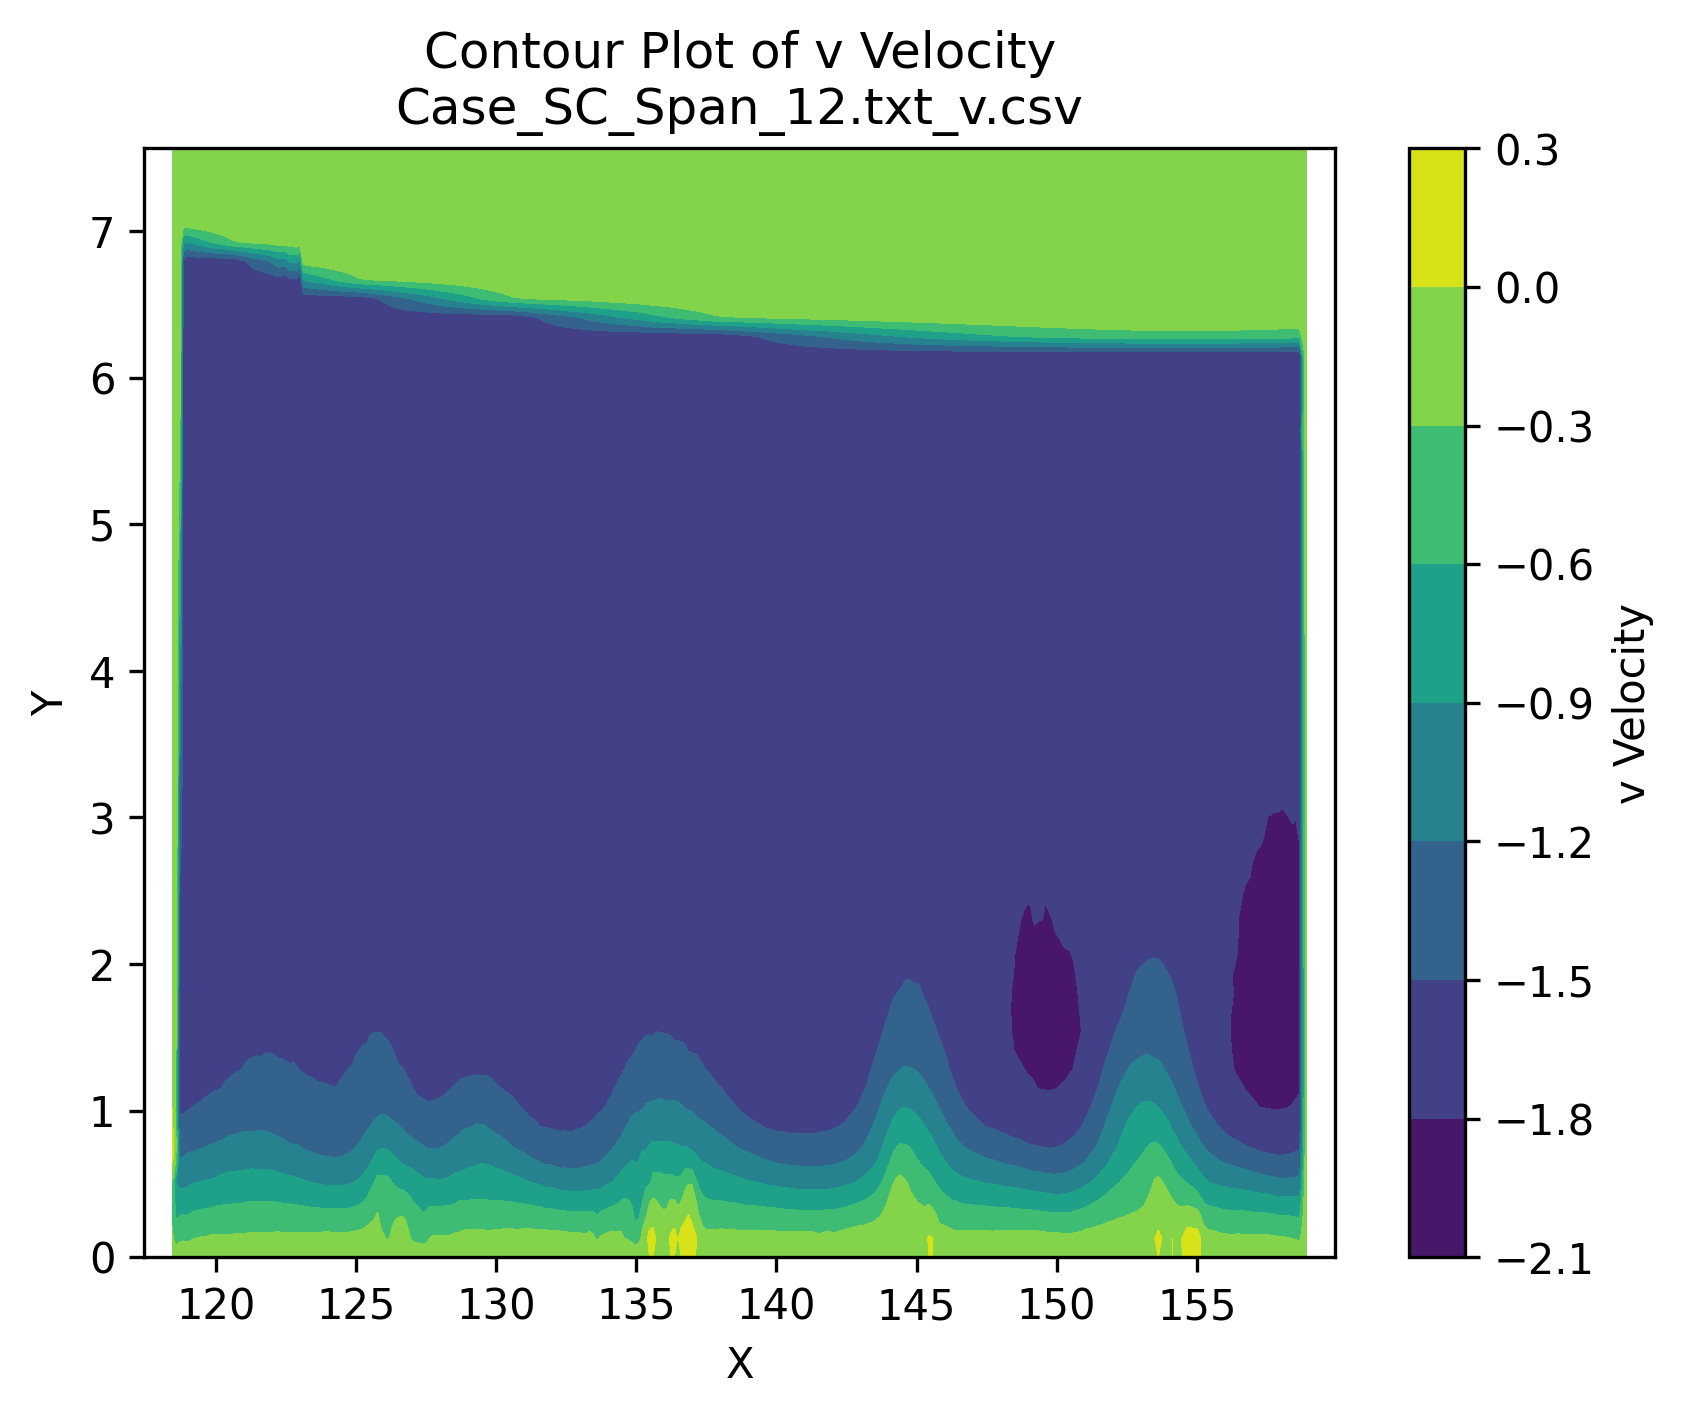 Contour Plot of v Velocity
Case_SC_Span_12.txt_v.csv
7
6
5
4
3
2
1
0
Y
120 125 130 135 140 145 150 155
X
0.3
0.0
−0.3
−0.6
−0.9
−1.2
−1.5
−1.8
−2.1
v Velocity